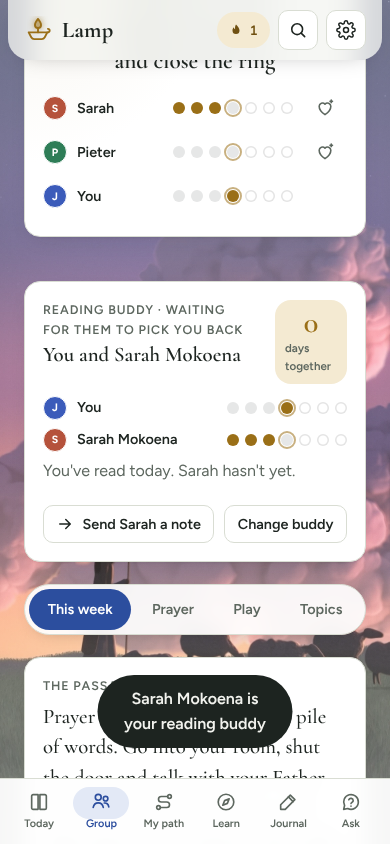 Lamp
1
and close the ring
S Sarah
P Pieter
J You
READING BUDDY · WAITING
FOR THEM TO PICK YOU BACK
You and Sarah Mokoena
0
days
together
J You
S Sarah Mokoena
You've read today. Sarah hasn't yet.
→ Send Sarah a note
Change buddy
This week
Prayer
Play
Topics
THE PASS
Prayer pile
of words. Go into your room, shut
the door and talk with your Father
Sarah Mokoena is
your reading buddy
Today
Group
My path
Learn
Journal
Ask